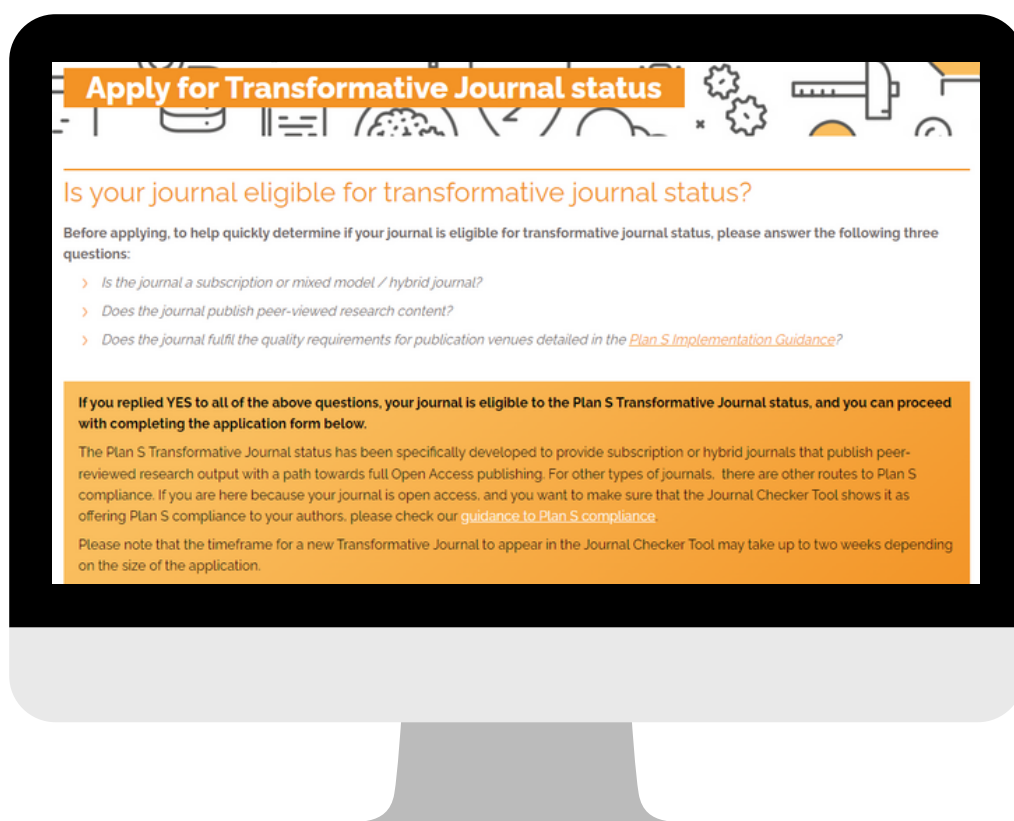 Apply for Transformative Journal status
Is your journal eligible for transformative journal status?
Before applying, to help quickly determine if your journal is eligible for transformative journal status, please answer the following three
questions:
› Is the journal a subscription or mixed model / hybrid journal?
› Does the journal publish peer-viewed research content?
› Does the journal fulfil the quality requirements for publication venues detailed in the Plan S Implementation Guidance?
If you replied YES to all of the above questions, your journal is eligible to the Plan S Transformative Journal status, and you can proceed
with completing the application form below.
The Plan S Transformative Journal status has been specifically developed to provide subscription or hybrid journals that publish peer-
reviewed research output with a path towards full Open Access publishing. For other types of journals, there are other routes to Plan S
compliance. If you are here because your journal is open access, and you want to make sure that the Journal Checker Tool shows it as
offering Plan S compliance to your authors, please check our guidance to Plan S compliance.
Please note that the timeframe for a new Transformative Journal to appear in the Journal Checker Tool may take up to two weeks depending
on the size of the application.